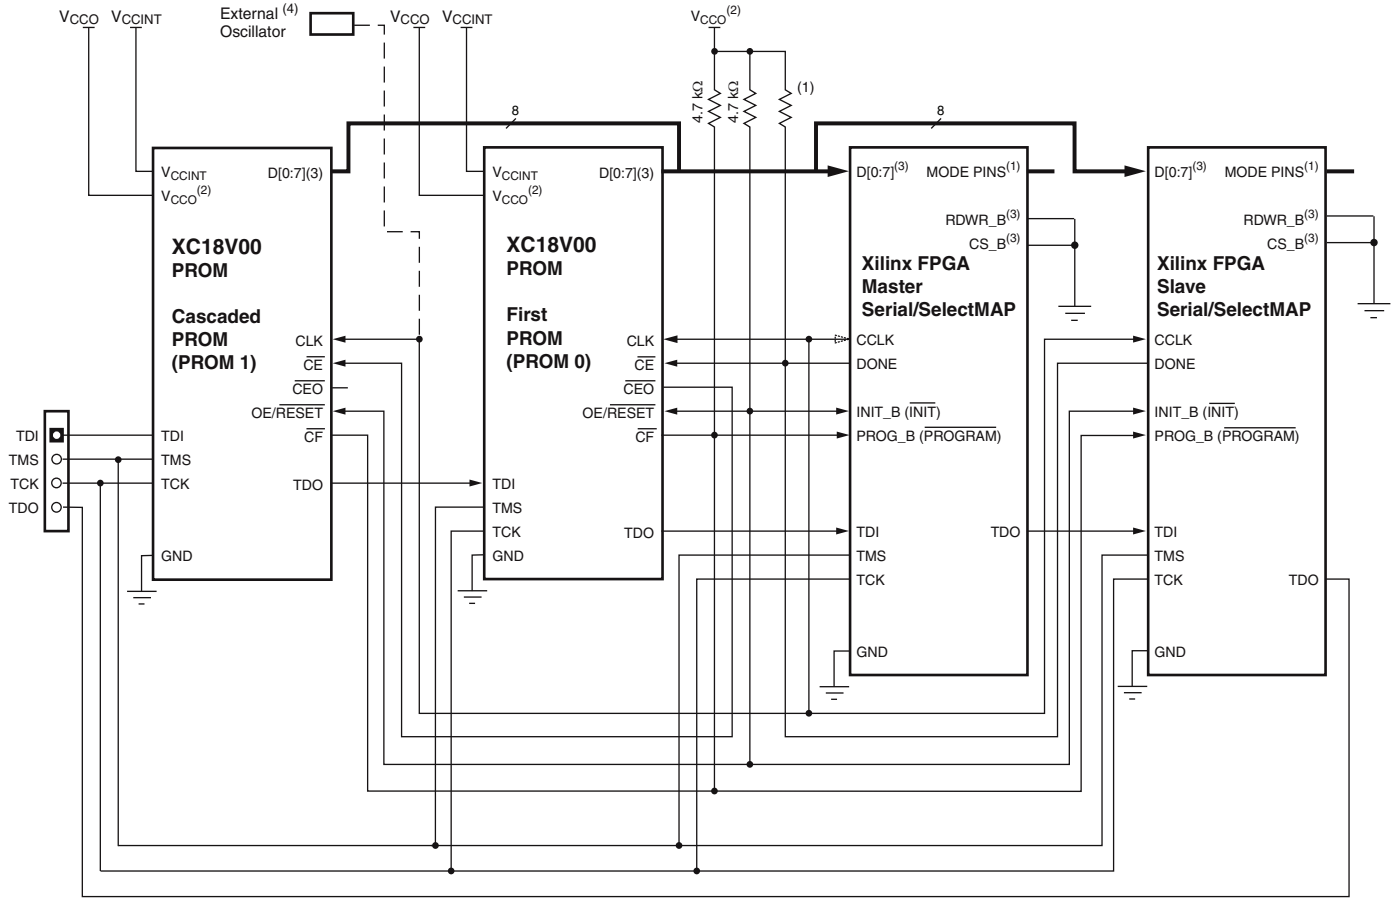 VCCO VCCINT
External (4)
Oscillator
VCCO VCCINT
VCCO(2)
4.7 kΩ
4.7 kΩ
(1)
8
8
VCCINT
VCCO(2)
D[0:7](3)
XC18V00
PROM
Cascaded
PROM
(PROM 1)
CLK
CE
CEO
OE/RESET
CF
TDI
TMS
TCK
TDO
TDI
TMS
TCK
TDO
GND
VCCINT
VCCO(2)
D[0:7](3)
XC18V00
PROM
First
PROM
(PROM 0)
CLK
CE
CEO
OE/RESET
CF
TDI
TMS
TCK
TDO
GND
D[0:7](3) MODE PINS(1)
RDWR_B(3)
CS_B(3)
Xilinx FPGA
Master
Serial/SelectMAP
CCLK
DONE
INIT_B (INIT)
PROG_B (PROGRAM)
TDI
TDO
TMS
TCK
GND
D[0:7](3) MODE PINS(1)
RDWR_B(3)
CS_B(3)
Xilinx FPGA
Slave
Serial/SelectMAP
CCLK
DONE
INIT_B (INIT)
PROG_B (PROGRAM)
TDI
TMS
TCK
TDO
GND